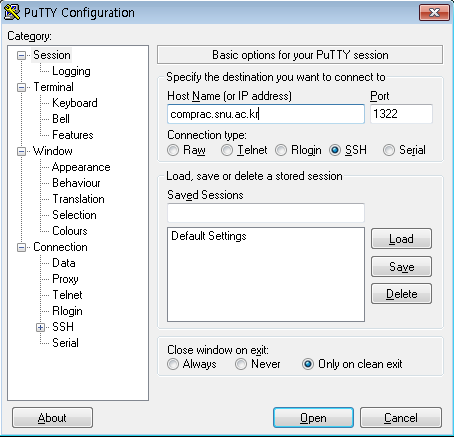 PuTTY Configuration
Category:
Session
Logging
Terminal
Keyboard
Bell
Features
Window
Appearance
Behaviour
Translation
Selection
Colours
Connection
Data
Proxy
Telnet
Rlogin
SSH
Serial
Basic options for your PuTTY session
Specify the destination you want to connect to
Host Name (or IP address) Port
comprac.snu.ac.kr 1322
Connection type:
Raw Telnet Rlogin SSH Serial
Load, save or delete a stored session
Saved Sessions
Default Settings
Load
Save
Delete
Close window on exit:
Always Never Only on clean exit
About Open Cancel